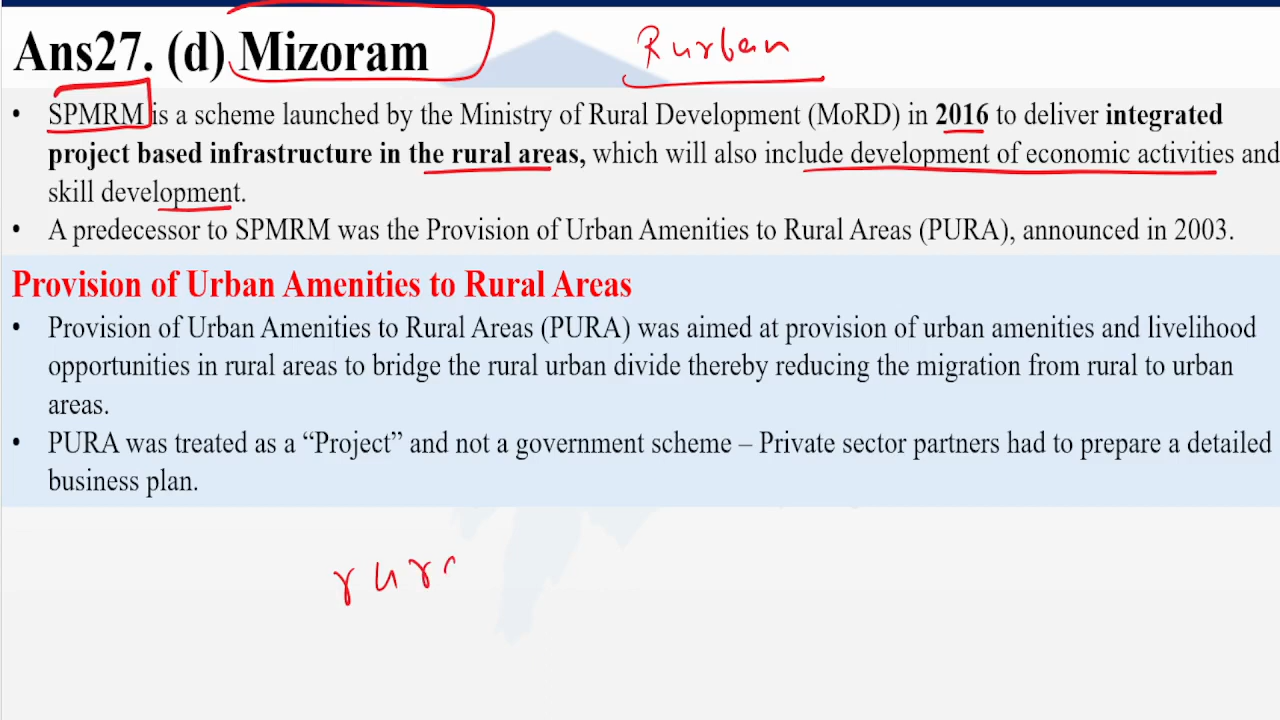 Ans27. (d) Mizoram
Rurban
• SPMRM is a scheme launched by the Ministry of Rural Development (MoRD) in 2016 to deliver integrated
project based infrastructure in the rural areas, which will also include development of economic activities and
skill development.
• A predecessor to SPMRM was the Provision of Urban Amenities to Rural Areas (PURA), announced in 2003.
Provision of Urban Amenities to Rural Areas
• Provision of Urban Amenities to Rural Areas (PURA) was aimed at provision of urban amenities and livelihood
opportunities in rural areas to bridge the rural urban divide thereby reducing the migration from rural to urban
areas.
• PURA was treated as a “Project” and not a government scheme – Private sector partners had to prepare a detailed
business plan.